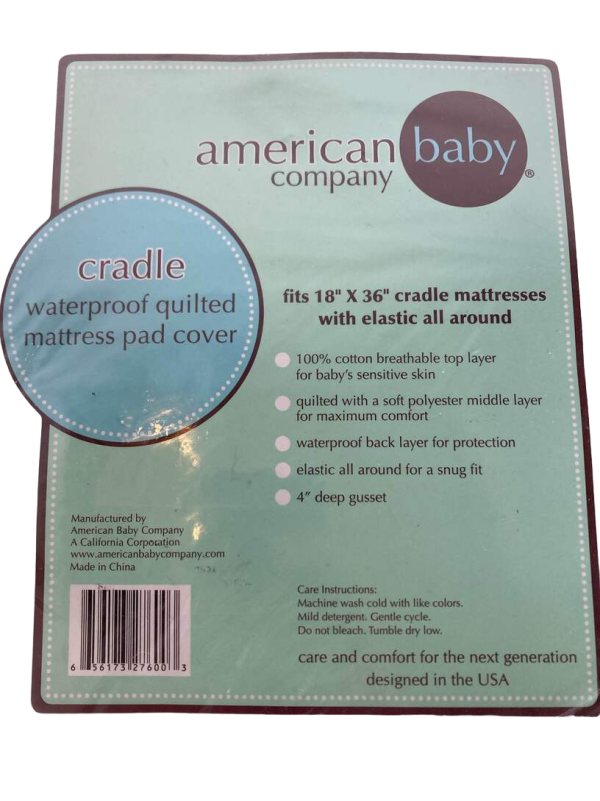 american baby®
company
cradle
waterproof quilted
mattress pad cover
fits 18" X 36" cradle mattresses
with elastic all around
100% cotton breathable top layer
for baby's sensitive skin
quilted with a soft polyester middle layer
for maximum comfort
waterproof back layer for protection
elastic all around for a snug fit
4" deep gusset
Manufactured by
American Baby Company
A California Corporation
www.americanbabycompany.com
Made in China
6 56173 27600 3
Care Instructions:
Machine wash cold with like colors.
Mild detergent. Gentle cycle.
Do not bleach. Tumble dry low.
care and comfort for the next generation
designed in the USA